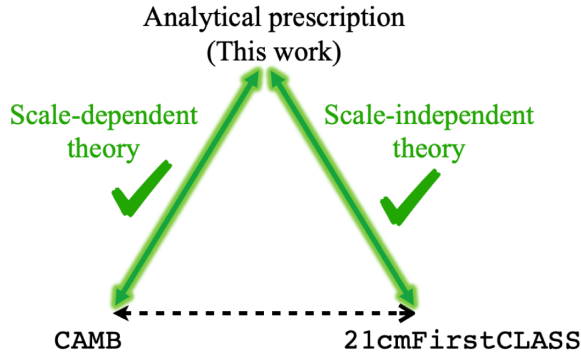 Analytical prescription
(This work)
Scale-dependent
theory
Scale-independent
theory
CAMB
21cmFirstCLASS